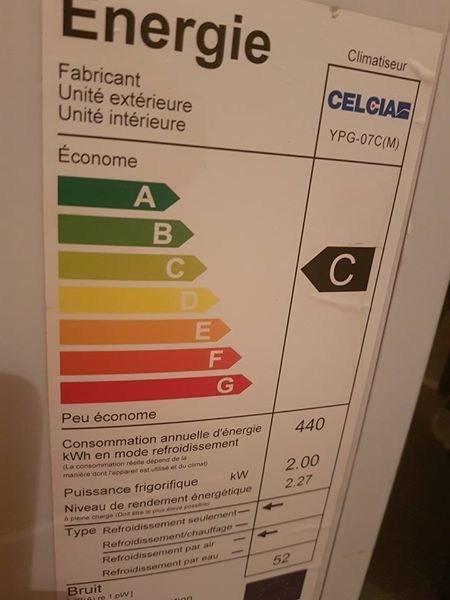 Energie
Climatiseur
Fabricant
Unité extérieure
Unité intérieure
CELCIA
YPG-07C(M)
Économe
A
B
C
C
D
E
F
G
Peu économe
Consommation annuelle d'énergie
kWh en mode refroidissement
440
(La consommation réelle dépend de la
manière dont l'appareil est utilisé et du climat)
Puissance frigorifique kW 2.00
Niveau de rendement énergétique 2.27
à pleine charge (Doit être le plus élevé possible)
Type Refroidissement seulement
Refroidissement/chauffage
Refroidissement par air
Refroidissement par eau
Bruit 52